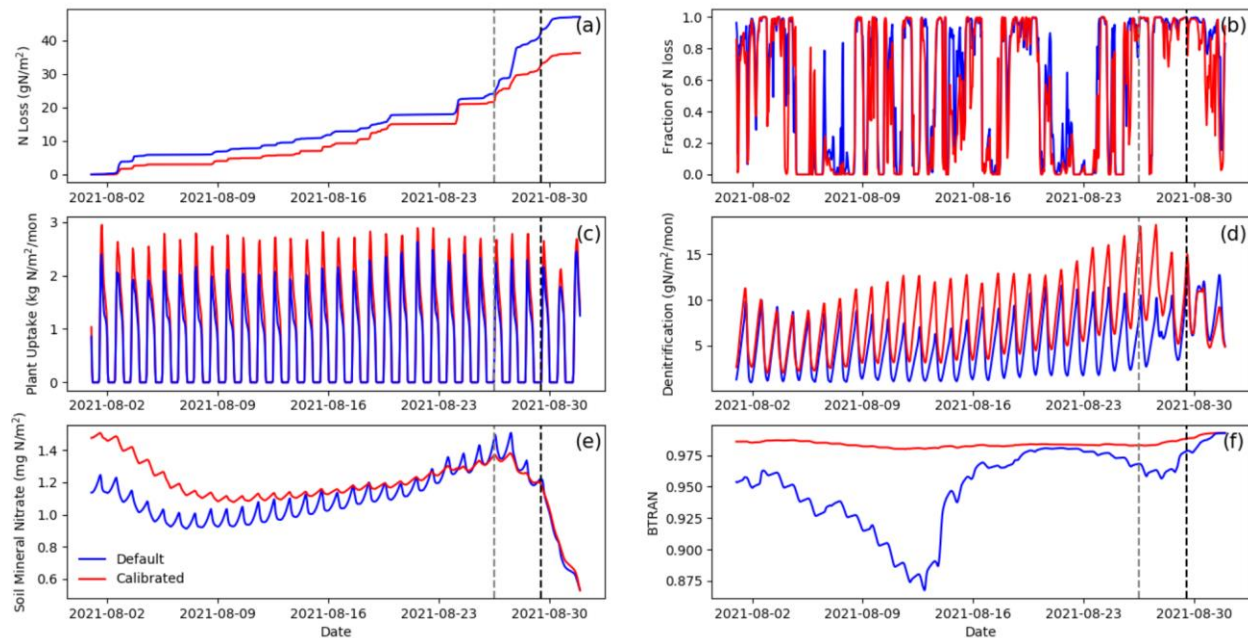 (a)
N Loss (gN/m²)
40
30
20
10
0
2021-08-02 2021-08-09 2021-08-16 2021-08-23 2021-08-30
(b)
Fraction of N loss
1.0
0.8
0.6
0.4
0.2
0.0
2021-08-02 2021-08-09 2021-08-16 2021-08-23 2021-08-30
(c)
Plant Uptake (kg N/m²/mon
3
2
1
0
2021-08-02 2021-08-09 2021-08-16 2021-08-23 2021-08-30
(d)
Denitrification (gN/m²/mon)
15
10
5
2021-08-02 2021-08-09 2021-08-16 2021-08-23 2021-08-30
(e)
Soil Mineral Nitrate (mg N/m²)
1.4
1.2
1.0
0.8
0.6
Default
Calibrated
2021-08-02 2021-08-09 2021-08-16 2021-08-23 2021-08-30
Date
(f)
BTRAN
0.975
0.950
0.925
0.900
0.875
2021-08-02 2021-08-09 2021-08-16 2021-08-23 2021-08-30
Date